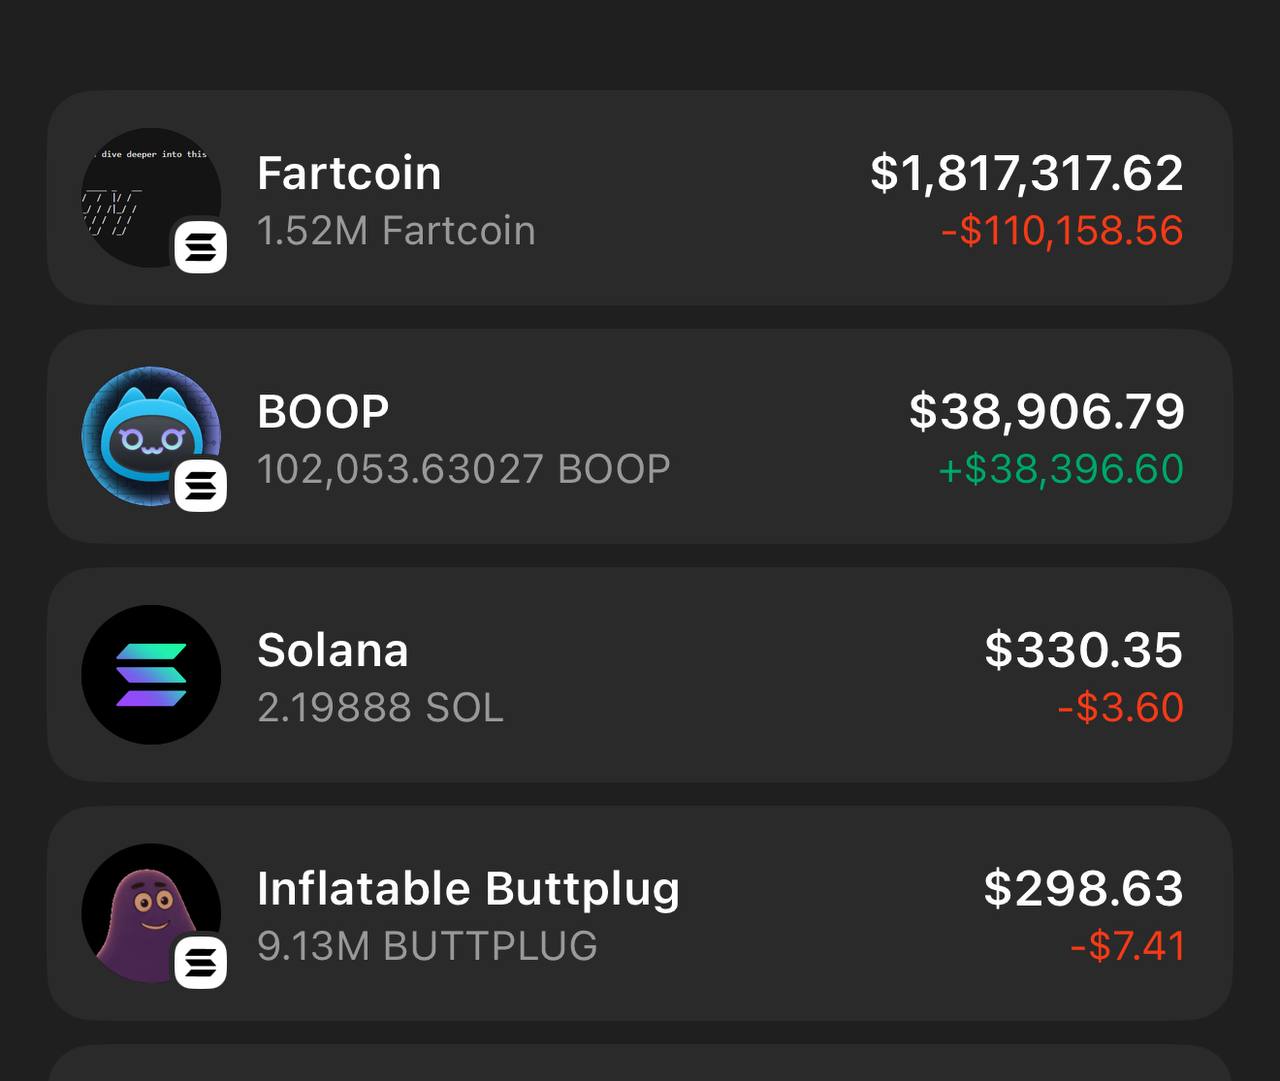 dive deeper into this
Fartcoin
$1,817,317.62
1.52M Fartcoin
-$110,158.56
BOOP
$38,906.79
102,053.63027 BOOP
+$38,396.60
Solana
$330.35
2.19888 SOL
-$3.60
Inflatable Buttplug
$298.63
9.13M BUTTPLUG
-$7.41